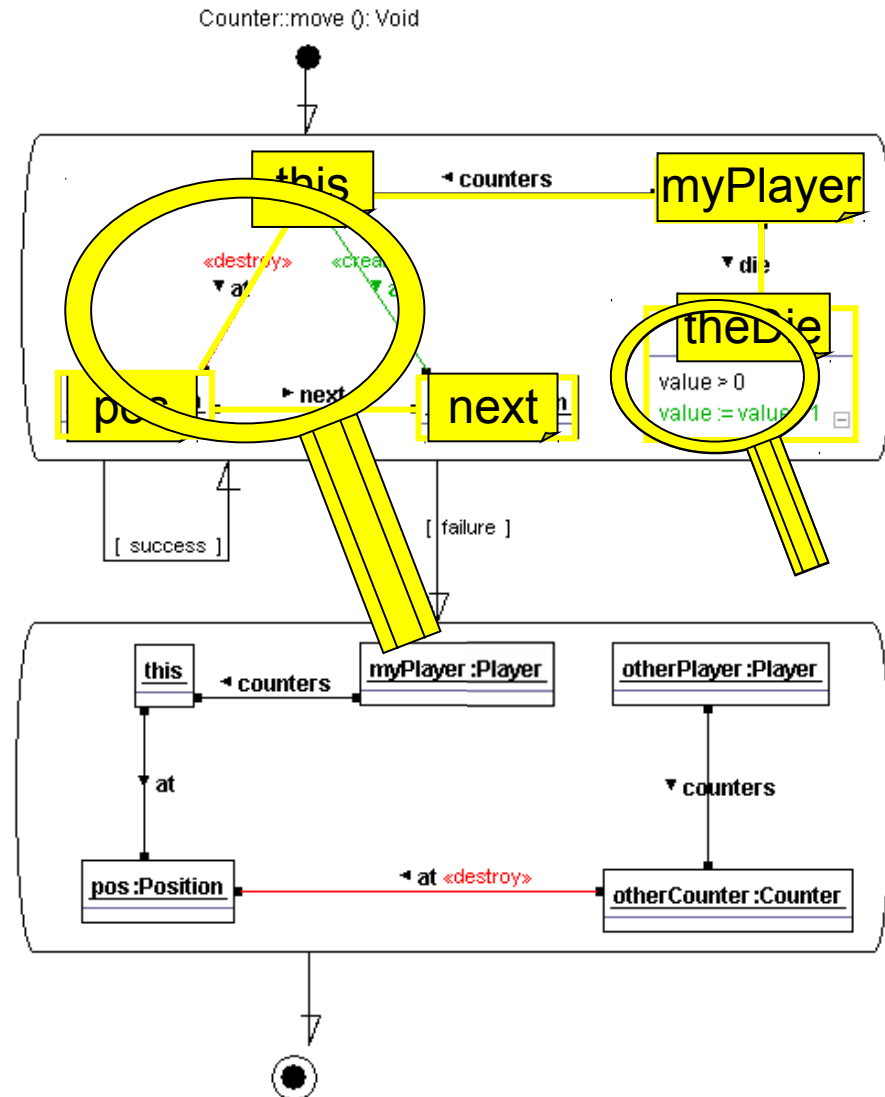 Counter::move (): Void
this
◄ counters
myPlayer
«destroy»
▼ at
▼ die
theDie
value > 0
pos
► next
next
[ success ]
[ failure ]
this
◄ counters
myPlayer :Player
otherPlayer :Player
▼ at
▼ counters
pos :Position
◄ at «destroy»
otherCounter :Counter